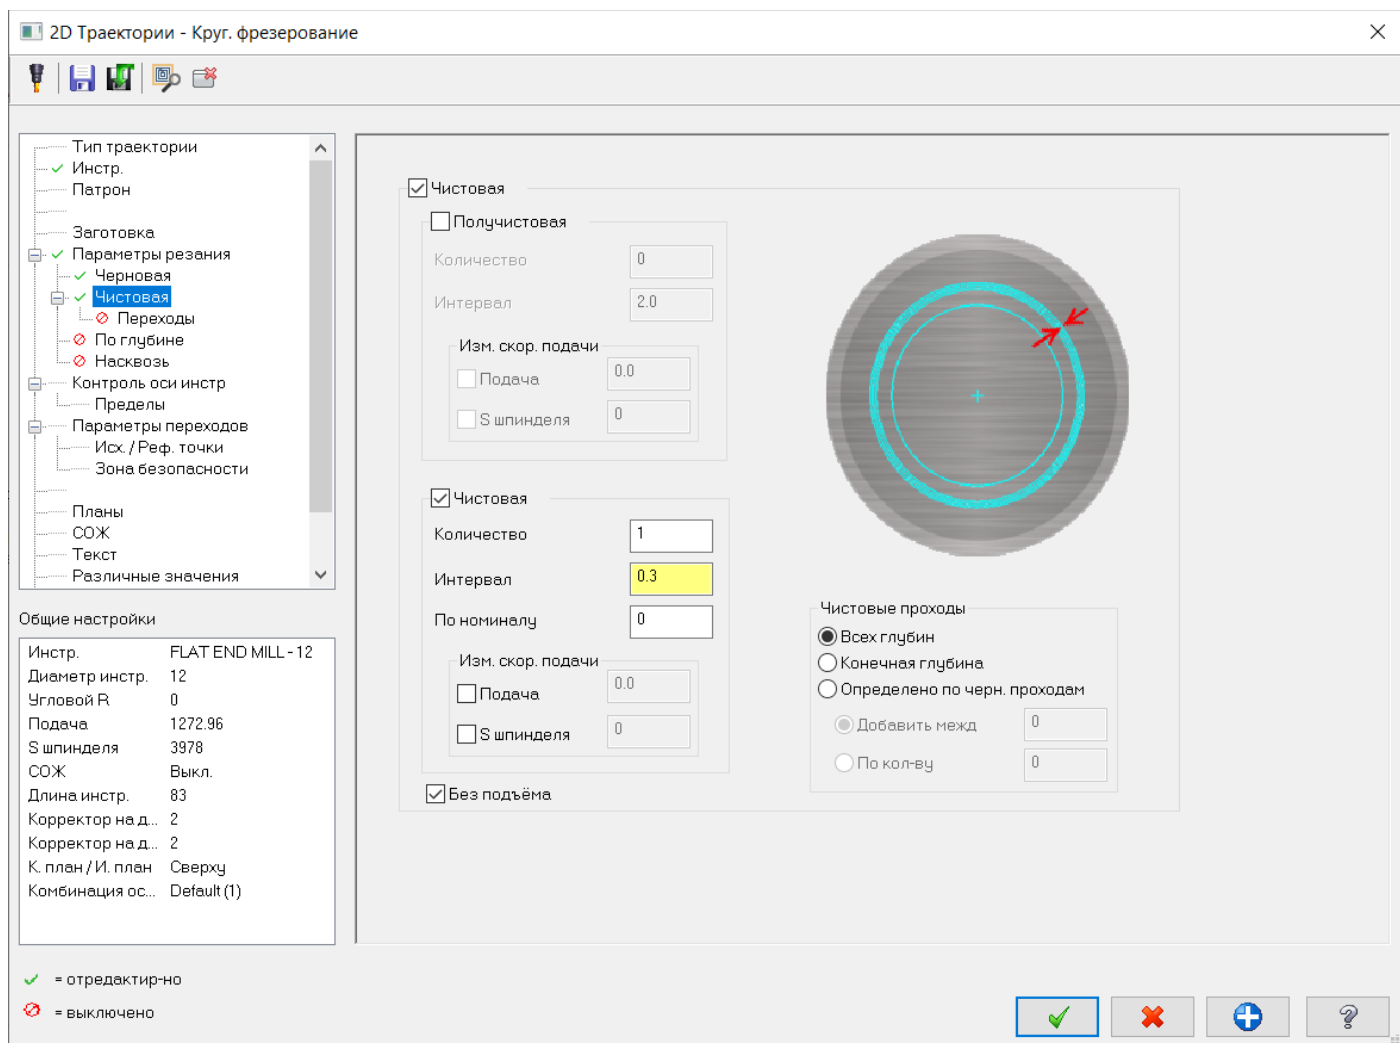 2D Траектории - Круг. фрезерование
Тип траектории
Инстр.
Патрон
Заготовка
Параметры резания
Черновая
Чистовая
Переходы
По глубине
Насквозь
Контроль оси инстр
Пределы
Параметры переходов
Исх./Реф. точки
Зона безопасности
Планы
СОЖ
Текст
Различные значения
Общие настройки
Инстр. FLAT END MILL - 12
Диаметр инстр. 12
Угловой R 0
Подача 1272.96
S шпинделя 3978
СОЖ Выкл.
Длина инстр. 83
Корректор на д... 2
Корректор на д... 2
К. план / И. план Сверху
Комбинация ос... Default (1)
= отредактир-но
= выключено
Чистовая
Получистовая
Количество 0
Интервал 2.0
Изм. скор. подачи
Подача 0.0
S шпинделя 0
Чистовая
Количество 1
Интервал 0.3
По номиналу 0
Изм. скор. подачи
Подача 0.0
S шпинделя 0
Без подъёма
Чистовые проходы
Всех глубин
Конечная глубина
Определено по черн. проходам
Добавить межд 0
По кол-ву 0